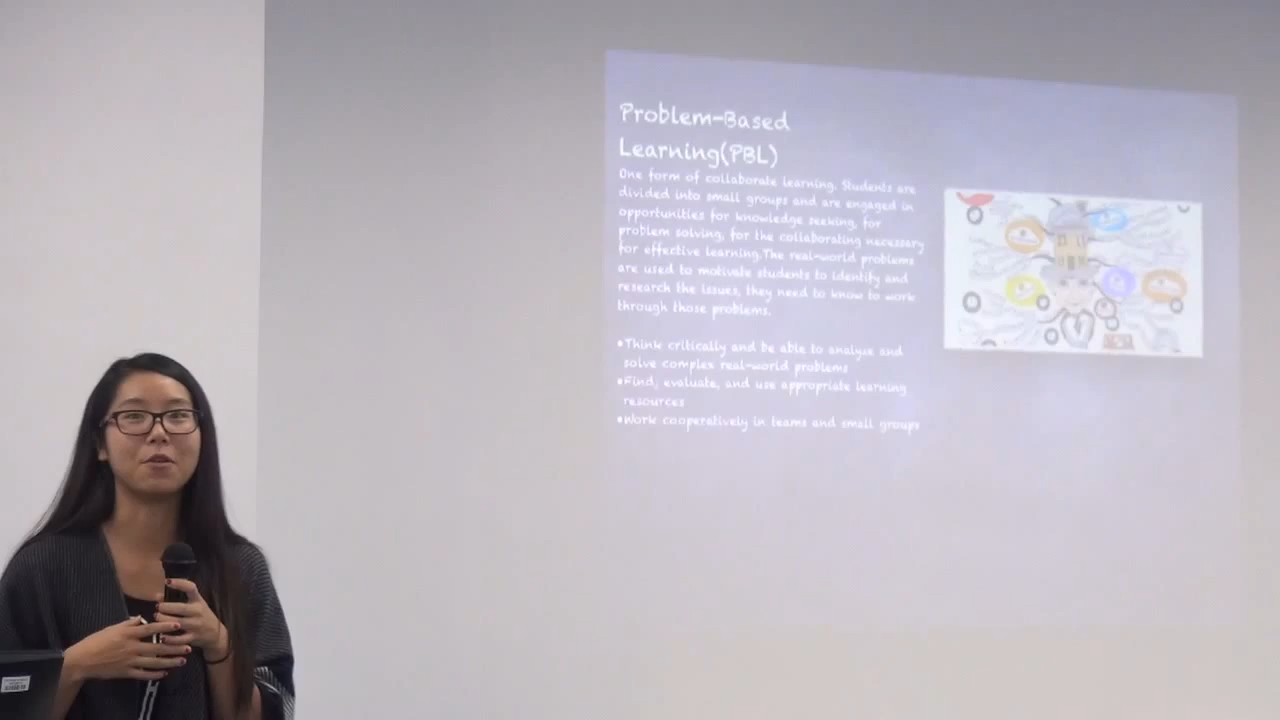 Problem-Based
Learning(PBL)
One form of collaborate learning. Students are
divided into small groups and are engaged in
opportunities for knowledge seeking, for
problem solving, for the collaborating necessary
for effective learning.The real-world problems
are used to motivate students to identify and
research the issues, they need to know to work
through those problems.
•Think critically and be able to analyze and
solve complex real-world problems
•Find, evaluate, and use appropriate learning
resources
•Work cooperatively in teams and small groups